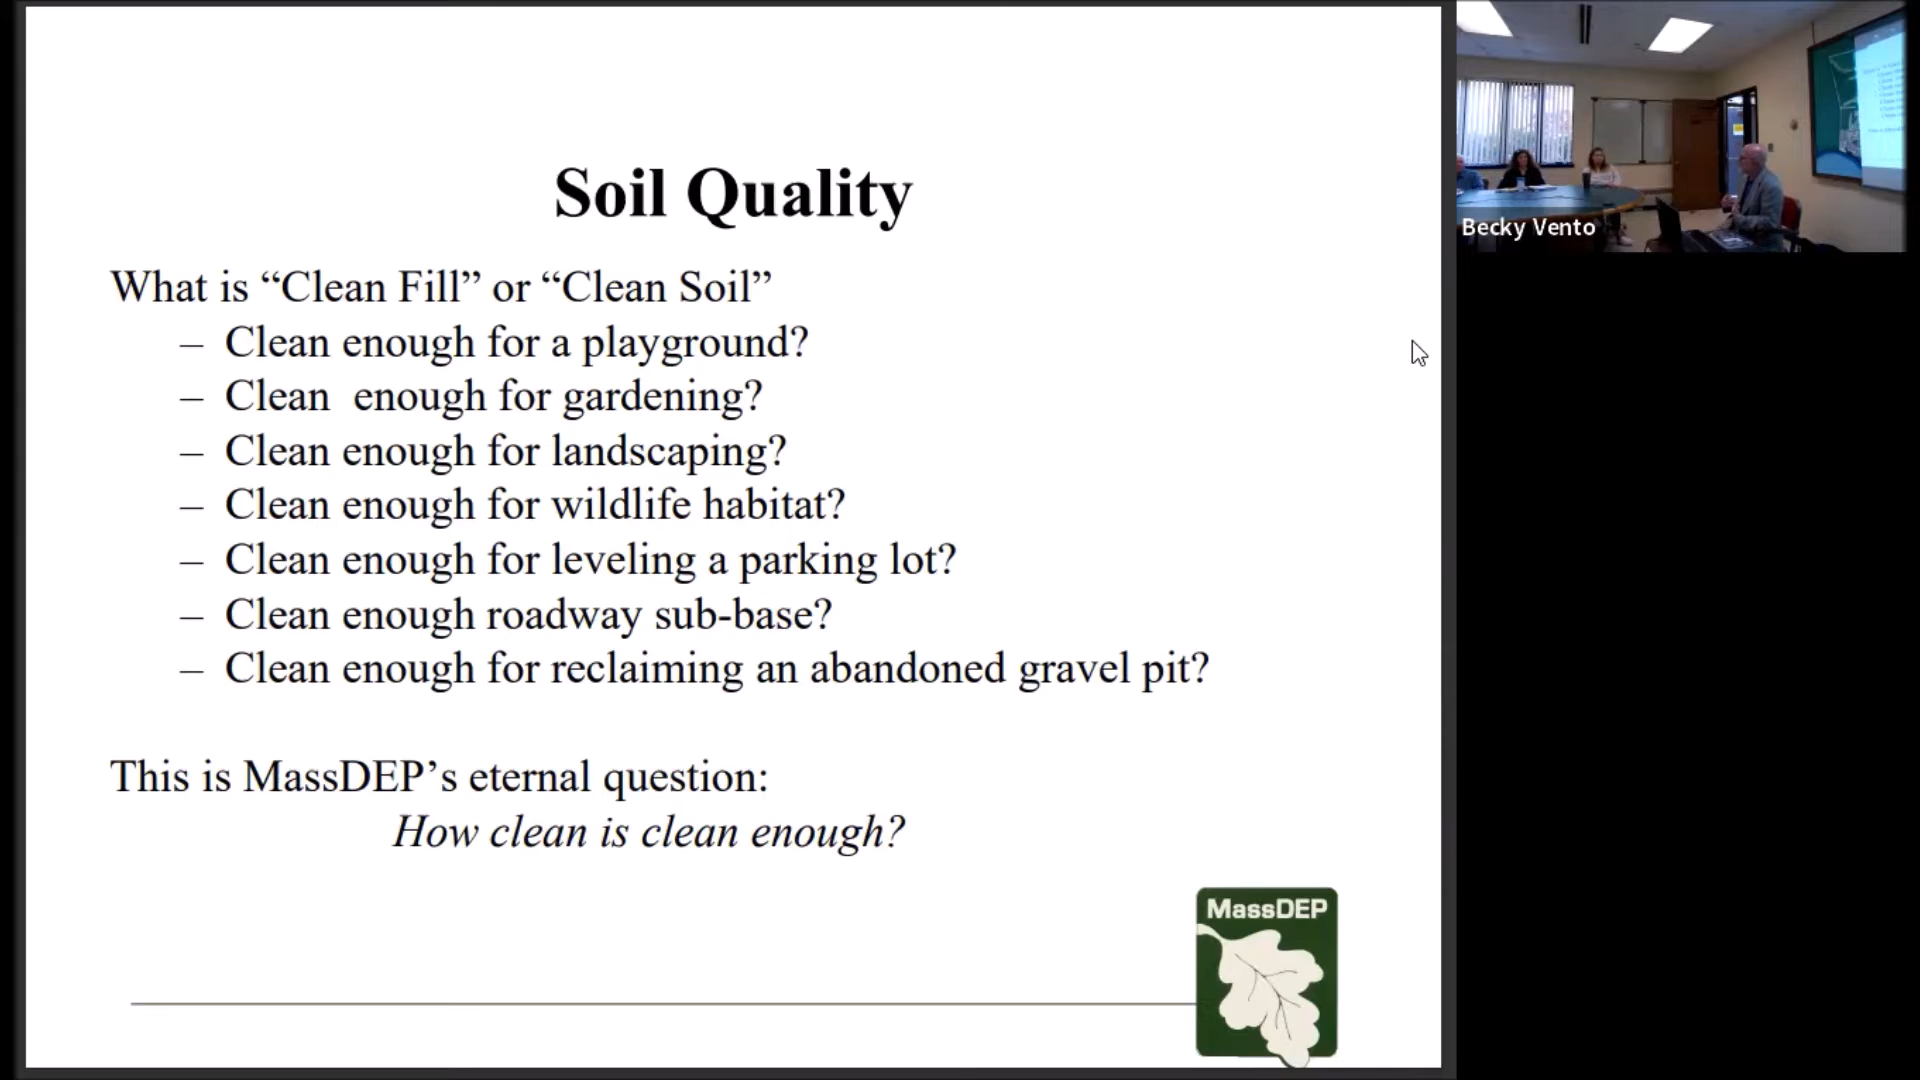 Soil Quality
What is “Clean Fill” or “Clean Soil”
– Clean enough for a playground?
– Clean  enough for gardening?
– Clean enough for landscaping?
– Clean enough for wildlife habitat?
– Clean enough for leveling a parking lot?
– Clean enough roadway sub-base?
– Clean enough for reclaiming an abandoned gravel pit?
This is MassDEP’s eternal question:
How clean is clean enough?
MassDEP
Becky Vento